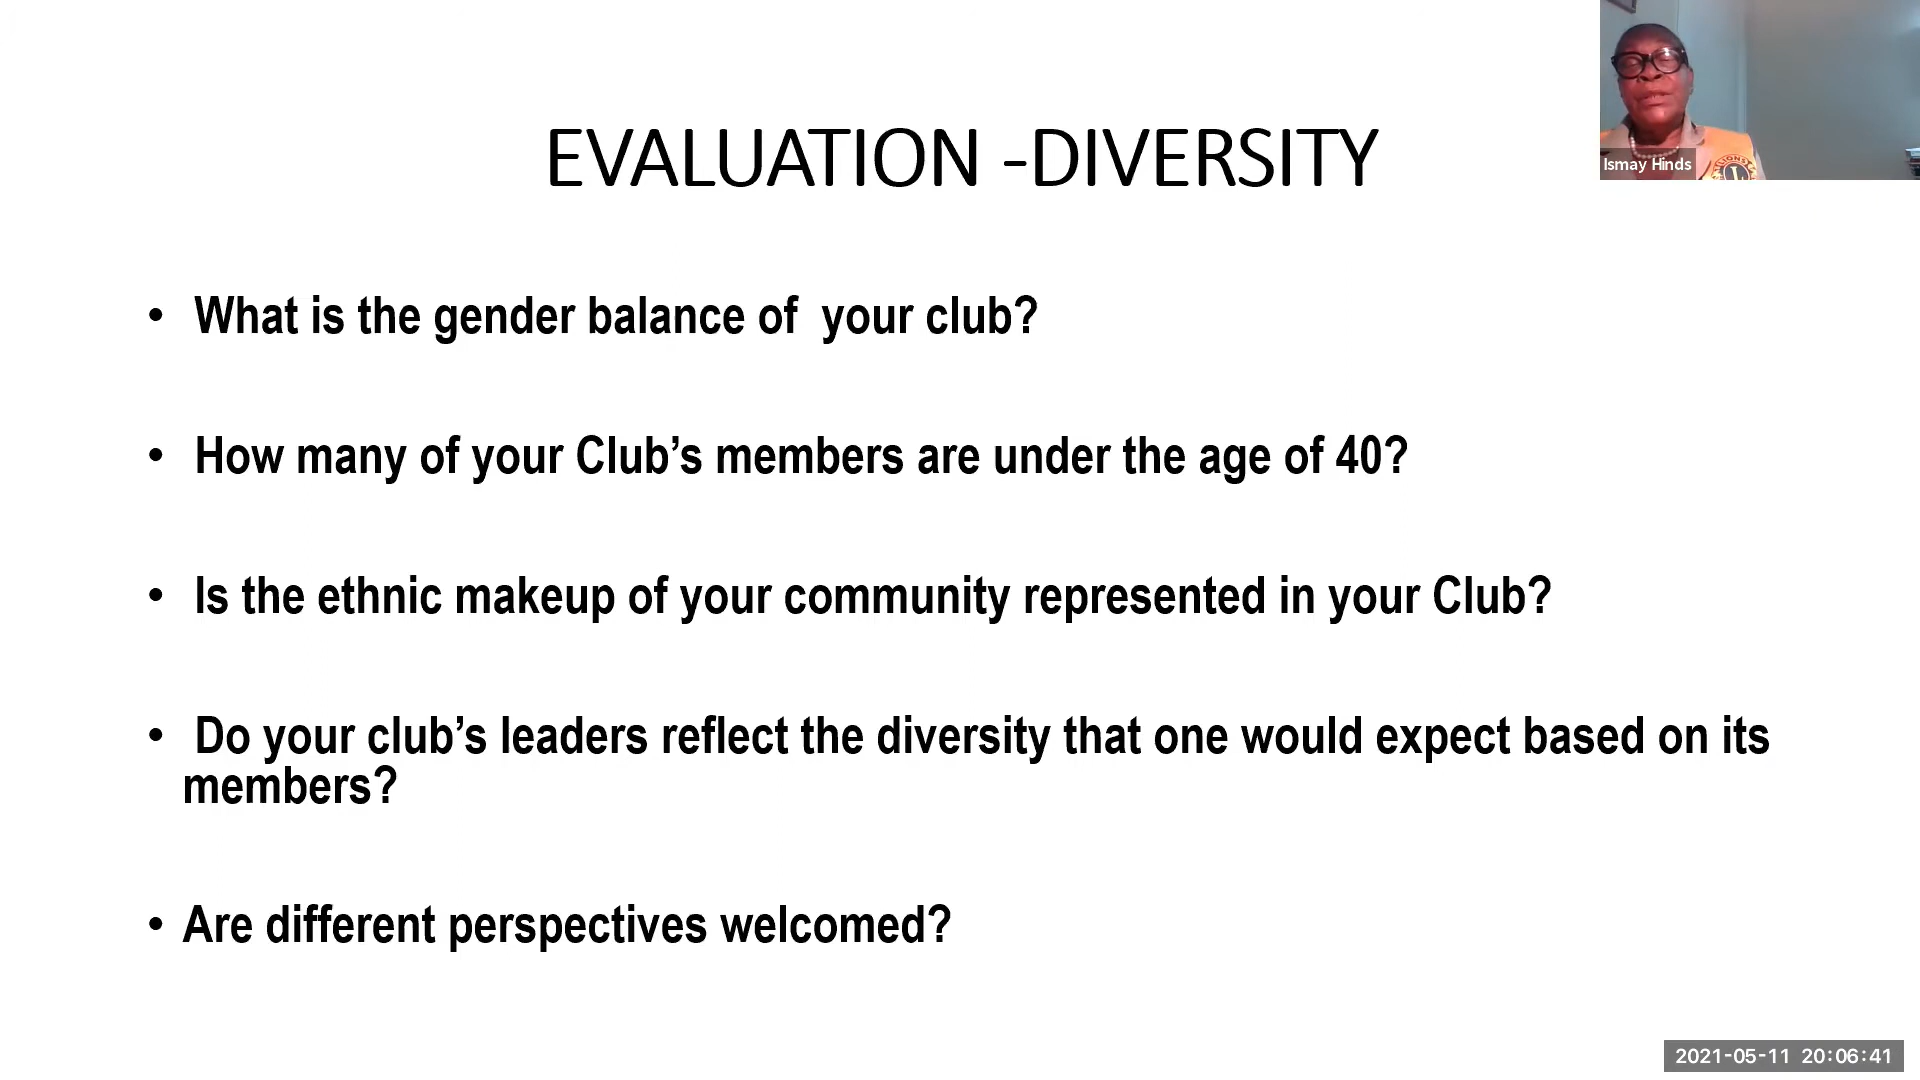 EVALUATION -DIVERSITY
Ismay Hinds
LIONS
L
• What is the gender balance of  your club?
• How many of your Club’s members are under the age of 40?
• Is the ethnic makeup of your community represented in your Club?
• Do your club’s leaders reflect the diversity that one would expect based on its
members?
• Are different perspectives welcomed?
2021-05-11 20:06:41